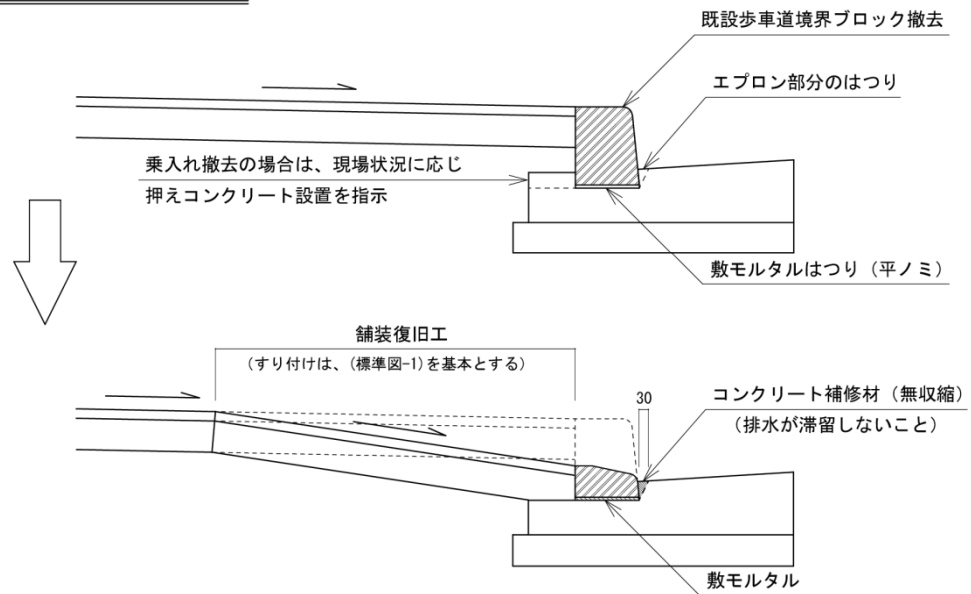 既設歩車道境界ブロック撤去
エプロン部分のはつり
乗入れ撤去の場合は、現場状況に応じ
押えコンクリート設置を指示
敷モルタルはつり（平ノミ）
舗装復旧工
（すり付けは、（標準図-1）を基本とする）
30
コンクリート補修材（無収縮）
（排水が滞留しないこと）
敷モルタル